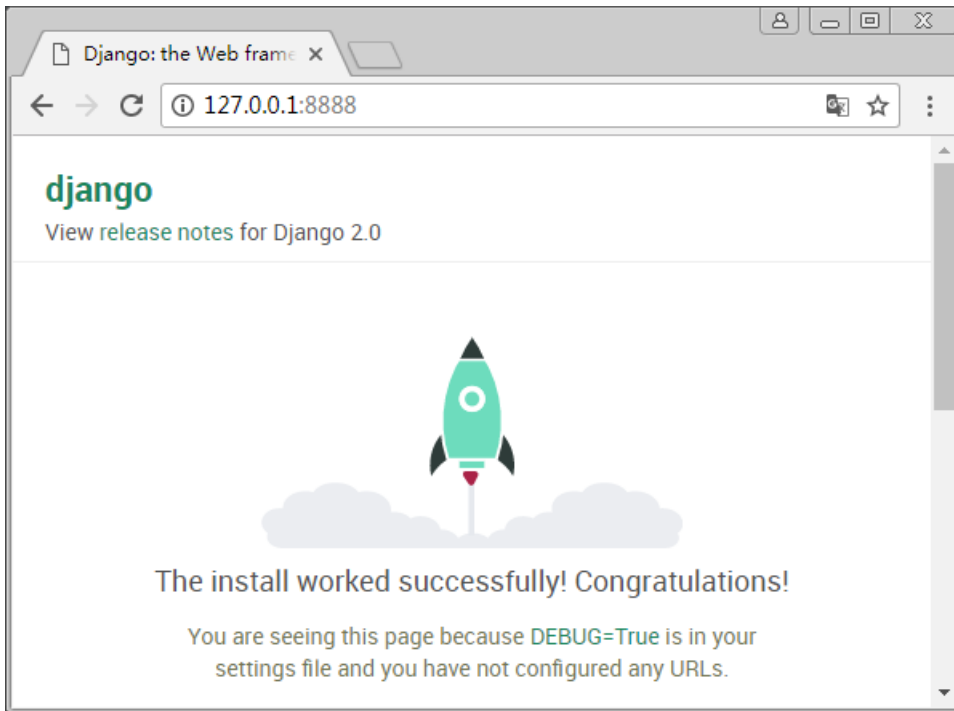 Django: the Web frame
127.0.0.1:8888
django
View release notes for Django 2.0
The install worked successfully! Congratulations!
You are seeing this page because DEBUG=True is in your
settings file and you have not configured any URLs.